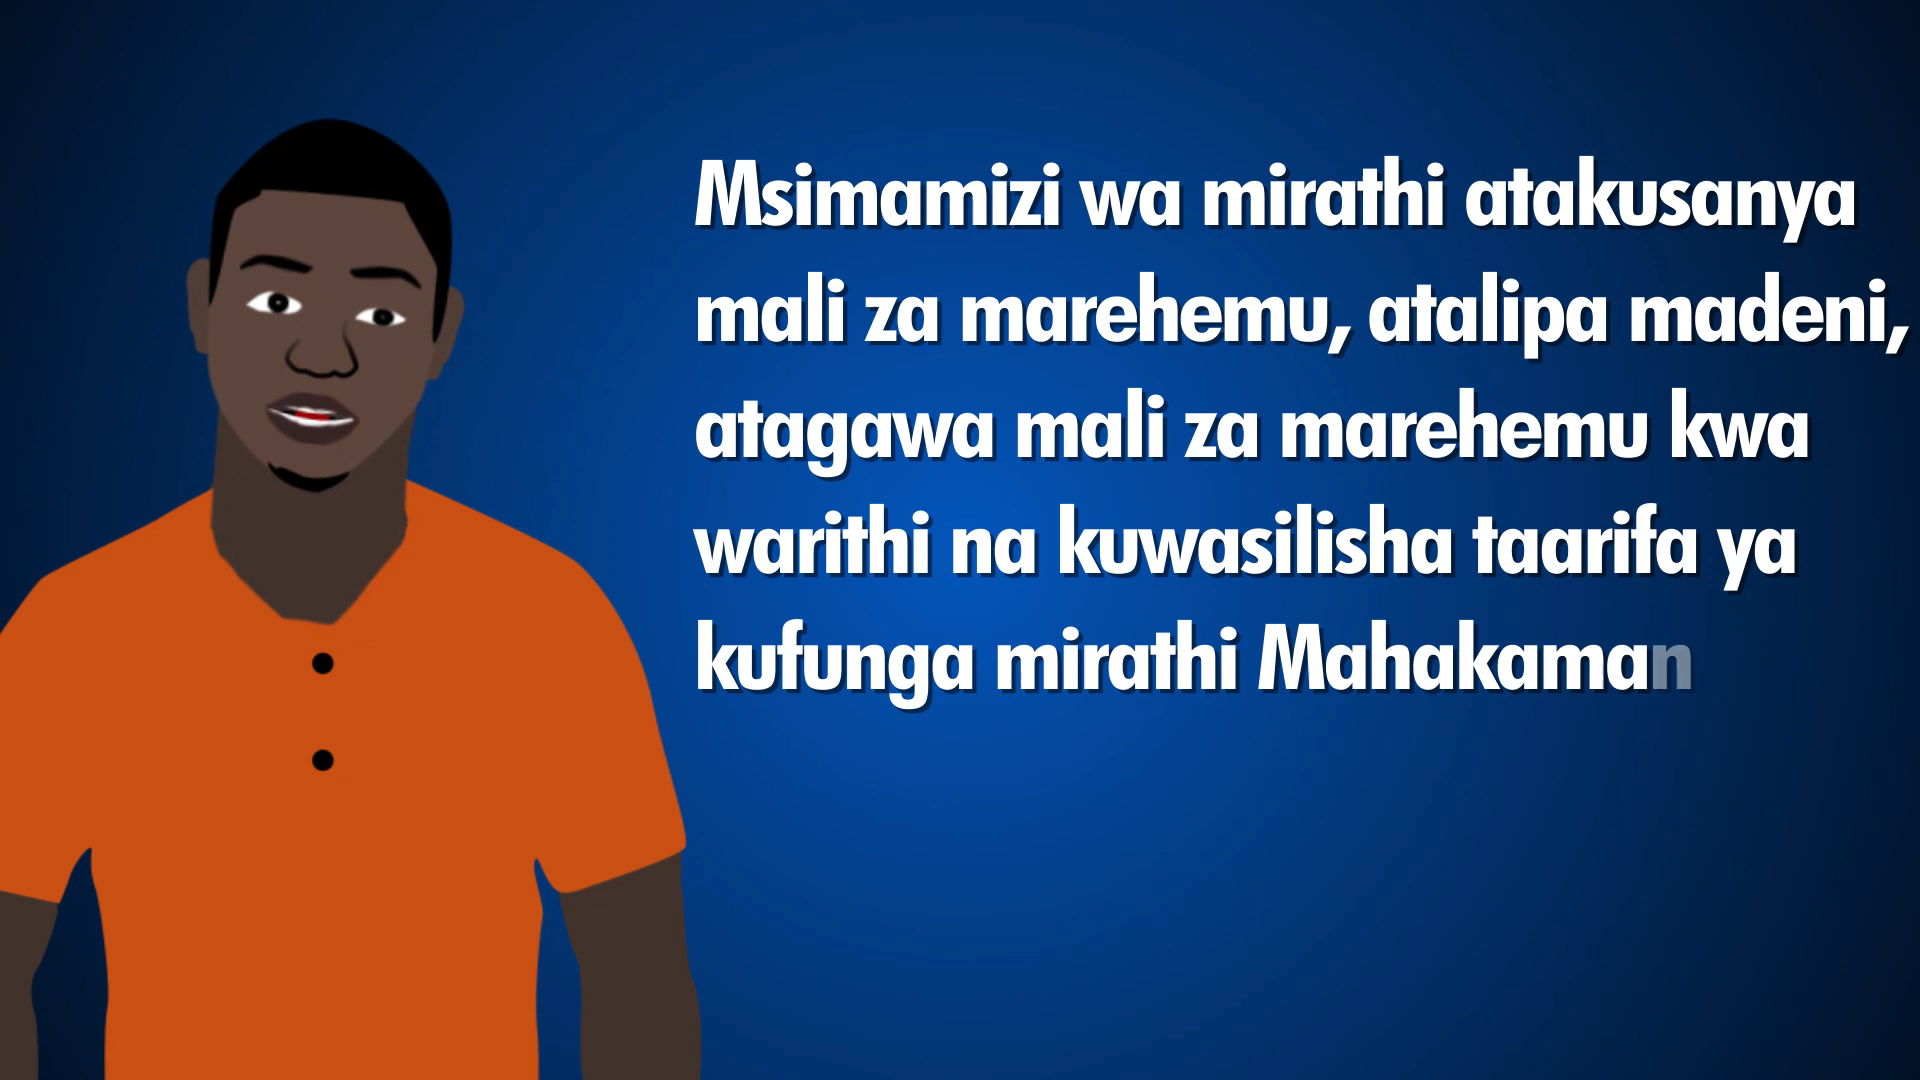 Msimamizi wa mirathi atakusanya
mali za marehemu, atalipa madeni,
atagawa mali za marehemu kwa
warithi na kuwasilisha taarifa ya
kufunga mirathi Mahakaman